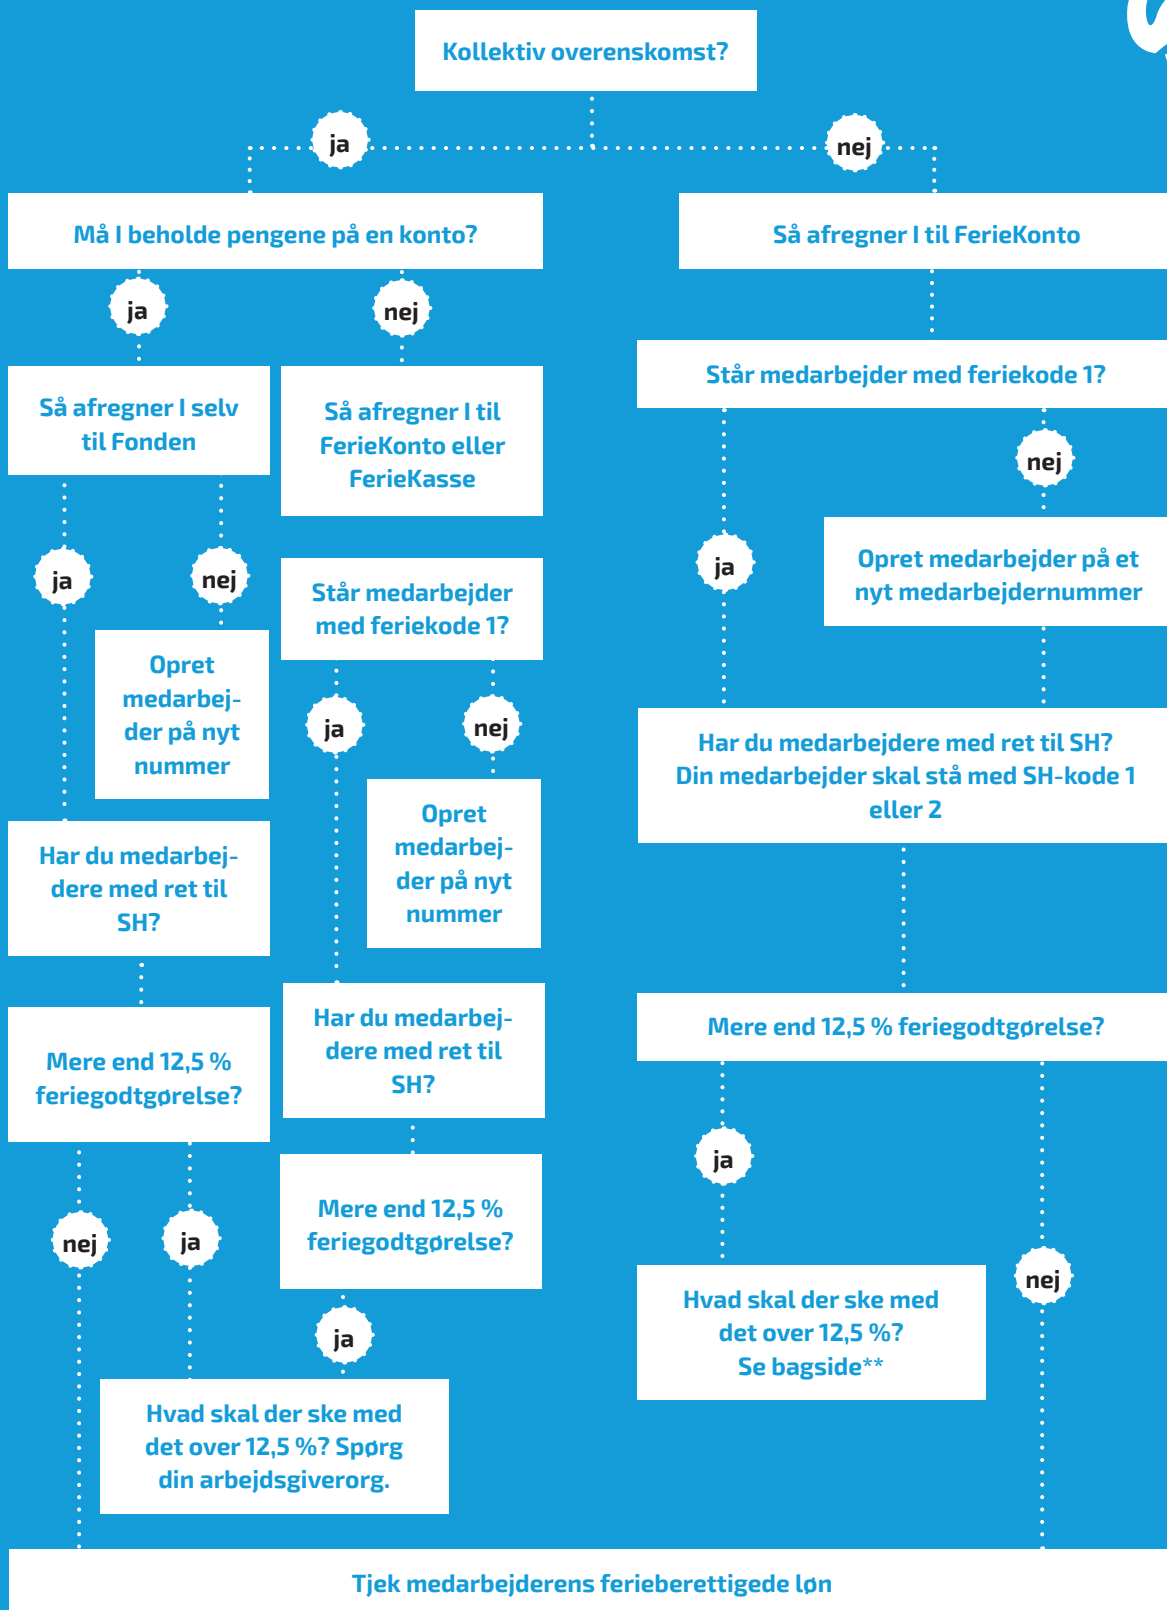 Kollektiv overenskomst?
ja
nej
Må I beholde pengene på en konto?
Så afregner I til FerieKonto
ja
nej
Står medarbejder med feriekode 1?
Så afregner I selv
til Fonden
Så afregner I til
FerieKonto eller
FerieKasse
nej
ja
Opret medarbejder på et
nyt medarbejdernummer
ja
nej
Står medarbejder
med feriekode 1?
Opret
medarbej-
der på nyt
nummer
ja
nej
Har du medarbejdere med ret til SH?
Din medarbejder skal stå med SH-kode 1
eller 2
Opret
medarbej-
der på nyt
nummer
Har du medarbej-
dere med ret til
SH?
Har du medarbej-
dere med ret til
SH?
Mere end 12,5 % feriegodtgørelse?
Mere end 12,5 %
feriegodtgørelse?
ja
Mere end 12,5 %
feriegodtgørelse?
nej
ja
nej
Hvad skal der ske med
det over 12,5 %?
Se bagside**
ja
Hvad skal der ske med
det over 12,5 %? Spørg
din arbejdsgiverorg.
Tjek medarbejderens ferieberettigede løn